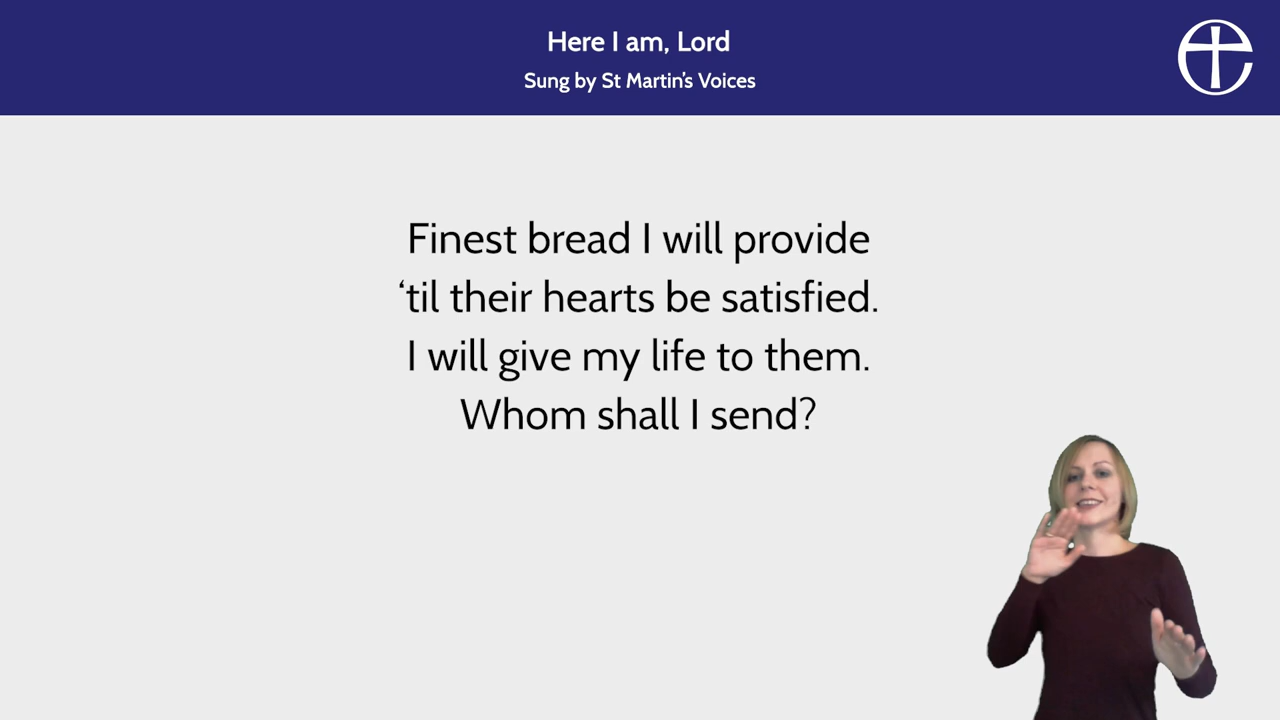 Here I am, Lord
Sung by St Martin's Voices
Finest bread I will provide
‘til their hearts be satisfied.
I will give my life to them.
Whom shall I send?